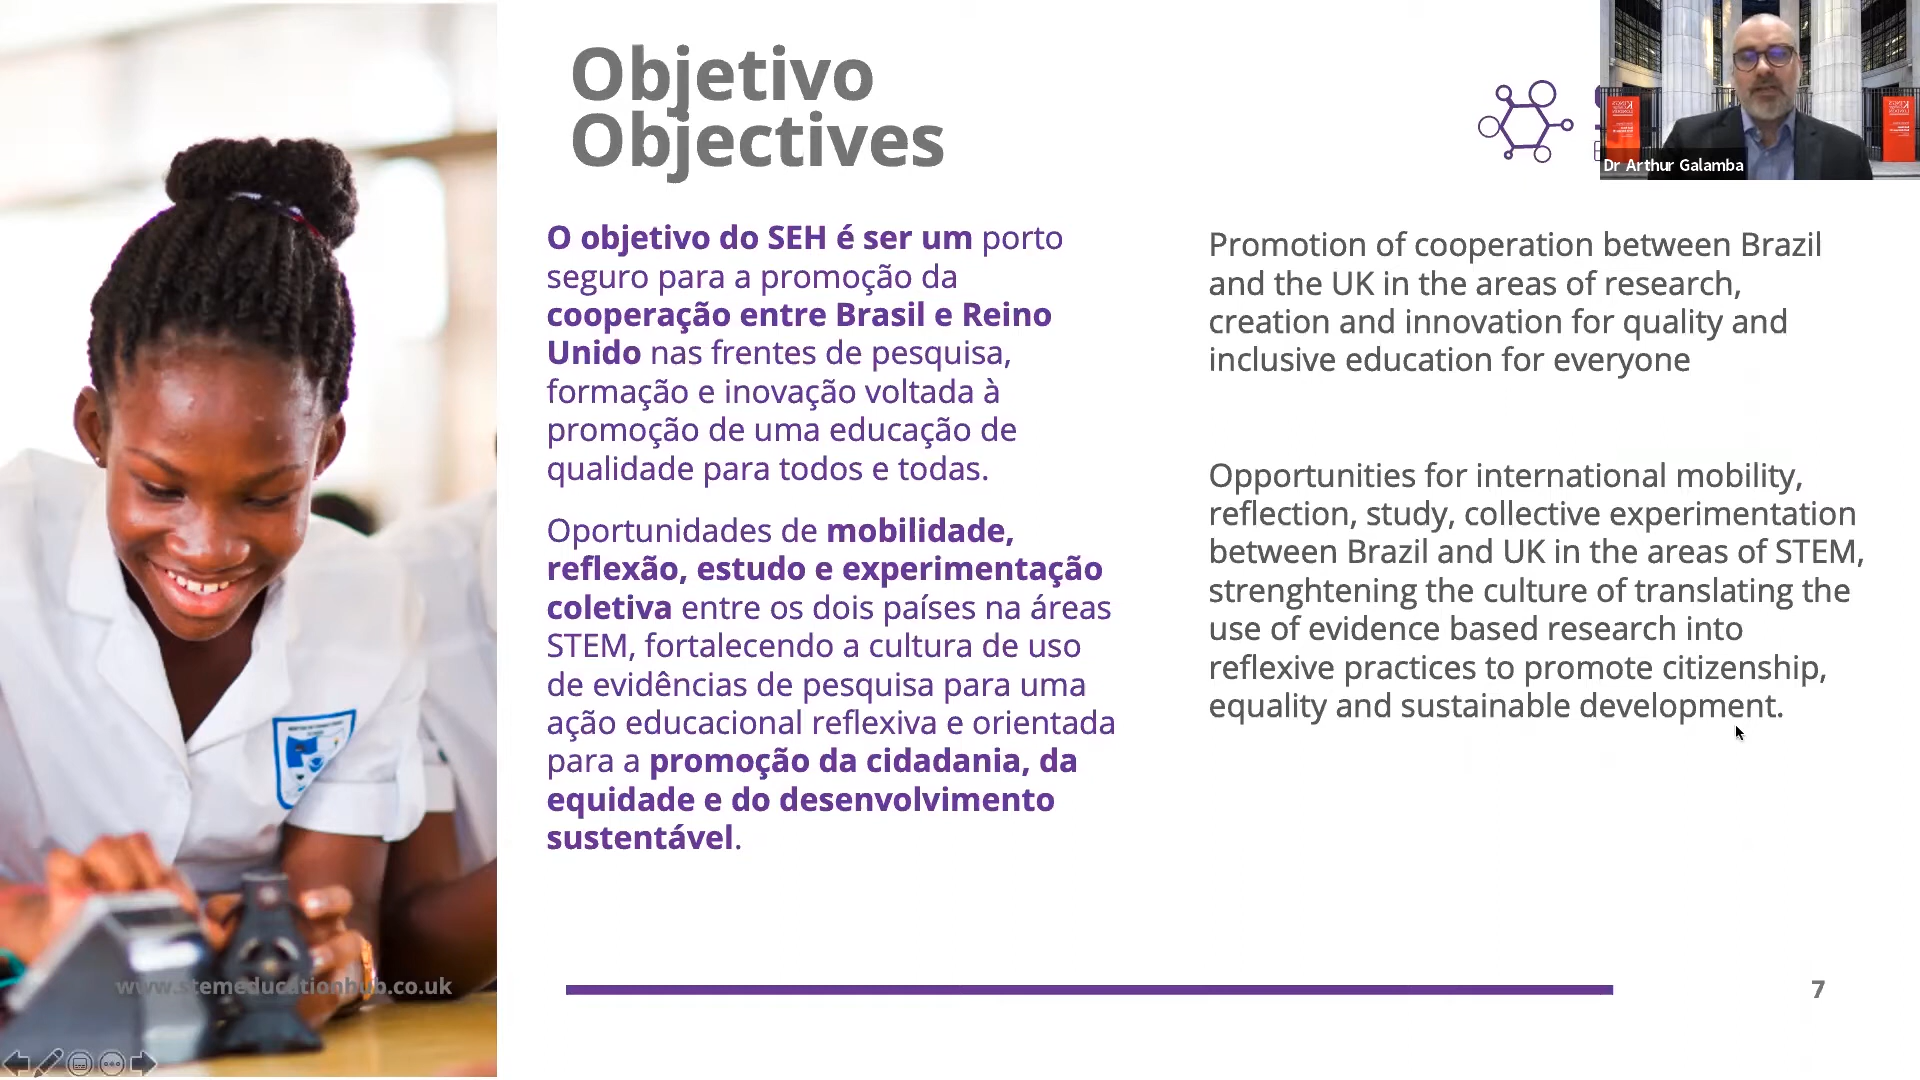 Objetivo
Objectives
Dr Arthur Galamba
O objetivo do SEH é ser um porto
seguro para a promoção da
cooperação entre Brasil e Reino
Unido nas frentes de pesquisa,
formação e inovação voltada à
promoção de uma educação de
qualidade para todos e todas.
Oportunidades de mobilidade,
reflexão, estudo e experimentação
coletiva entre os dois países na áreas
STEM, fortalecendo a cultura de uso
de evidências de pesquisa para uma
ação educacional reflexiva e orientada
para a promoção da cidadania, da
equidade e do desenvolvimento
sustentável.
Promotion of cooperation between Brazil
and the UK in the areas of research,
creation and innovation for quality and
inclusive education for everyone
Opportunities for international mobility,
reflection, study, collective experimentation
between Brazil and UK in the areas of STEM,
strenghtening the culture of translating the
use of evidence based research into
reflexive practices to promote citizenship,
equality and sustainable development.
www.stemeducationhub.co.uk
7